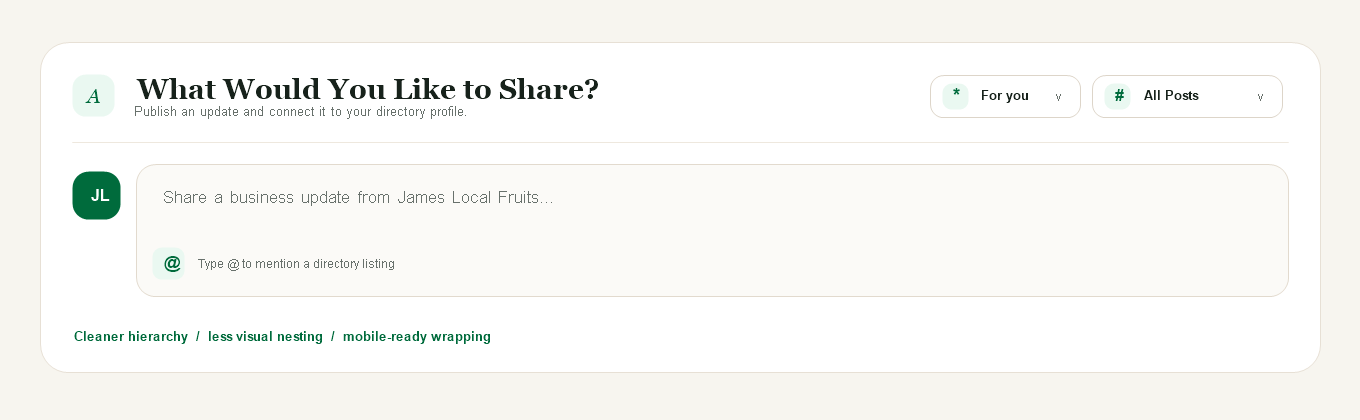 A
What Would You Like to Share?
Publish an update and connect it to your directory profile.
* For you v
# All Posts v
JL
Share a business update from James Local Fruits...
@ Type @ to mention a directory listing
Cleaner hierarchy / less visual nesting / mobile-ready wrapping